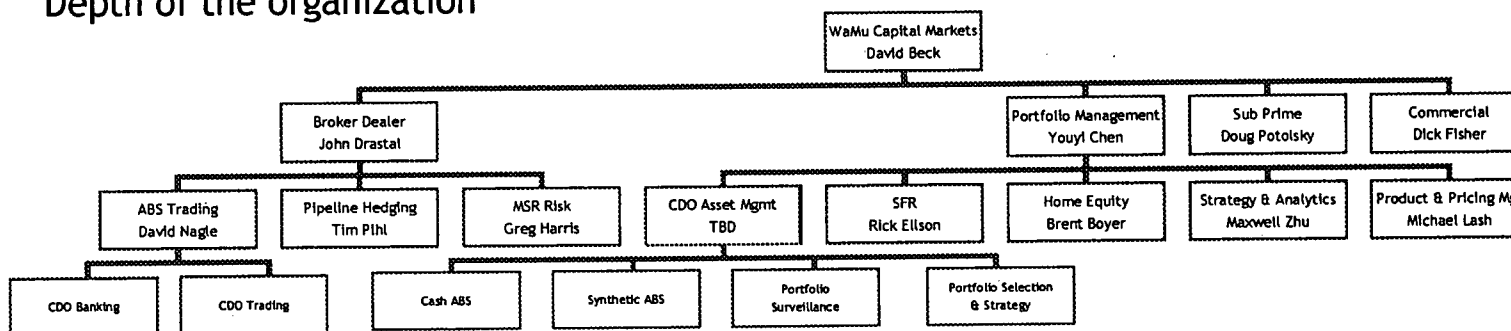 Depth of the organization
WaMu Capital Markets
David Beck
Broker Dealer
John Drastal
Portfolio Management
Youyi Chen
Sub Prime
Doug Potolsky
Commercial
Dick Fisher
ABS Trading
David Nagle
Pipeline Hedging
Tim Pihl
MSR Risk
Greg Harris
CDO Asset Mgmt
TBD
SFR
Rick Ellson
Home Equity
Brent Boyer
Strategy & Analytics
Maxwell Zhu
Product & Pricing Mg
Michael Lash
CDO Banking
CDO Trading
Cash ABS
Synthetic ABS
Portfolio
Surveillance
Portfolio Selection
& Strategy